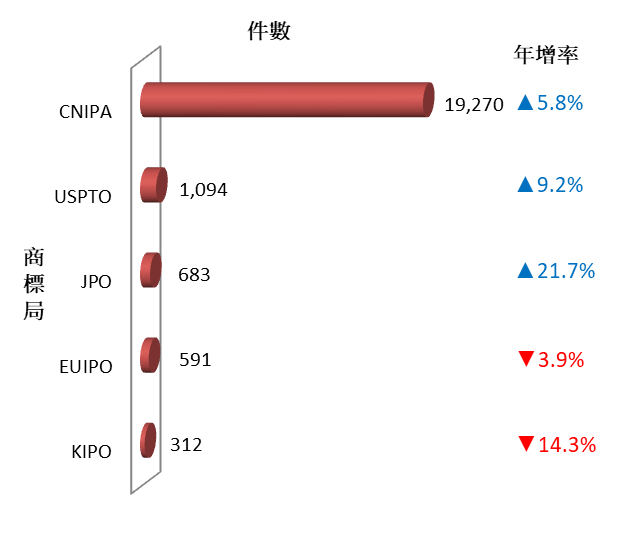 件數
年增率
CNIPA 19,270 ▲5.8%
USPTO 1,094 ▲9.2%
商標局
JPO 683 ▲21.7%
EUIPO 591 ▼3.9%
KIPO 312 ▼14.3%